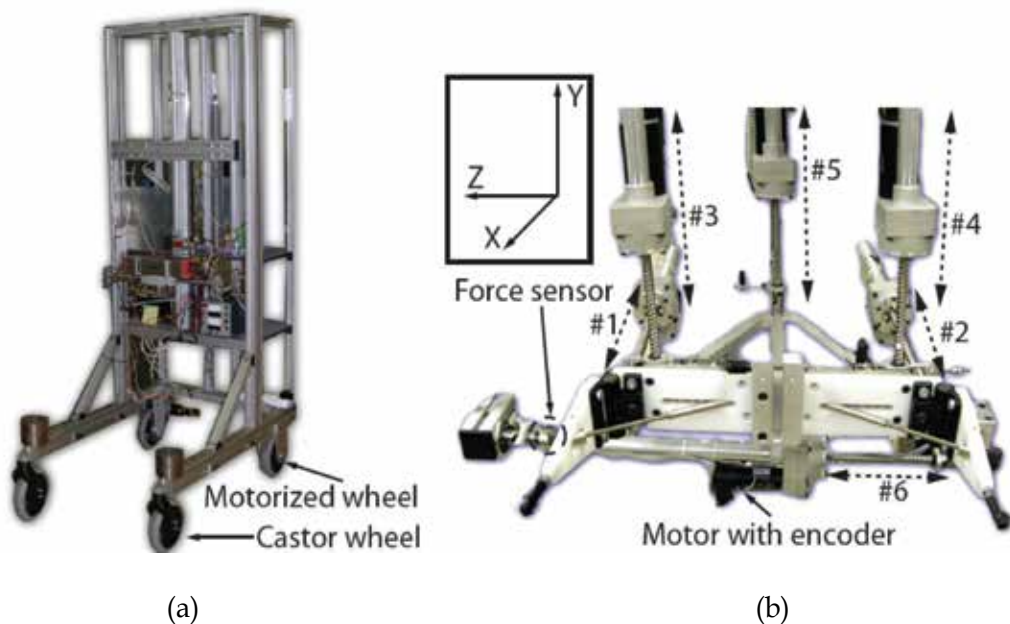 Y
Z
X
#5
#3
#4
Force sensor
#1
#2
#6
Motorized wheel
Castor wheel
Motor with encoder
(a)
(b)